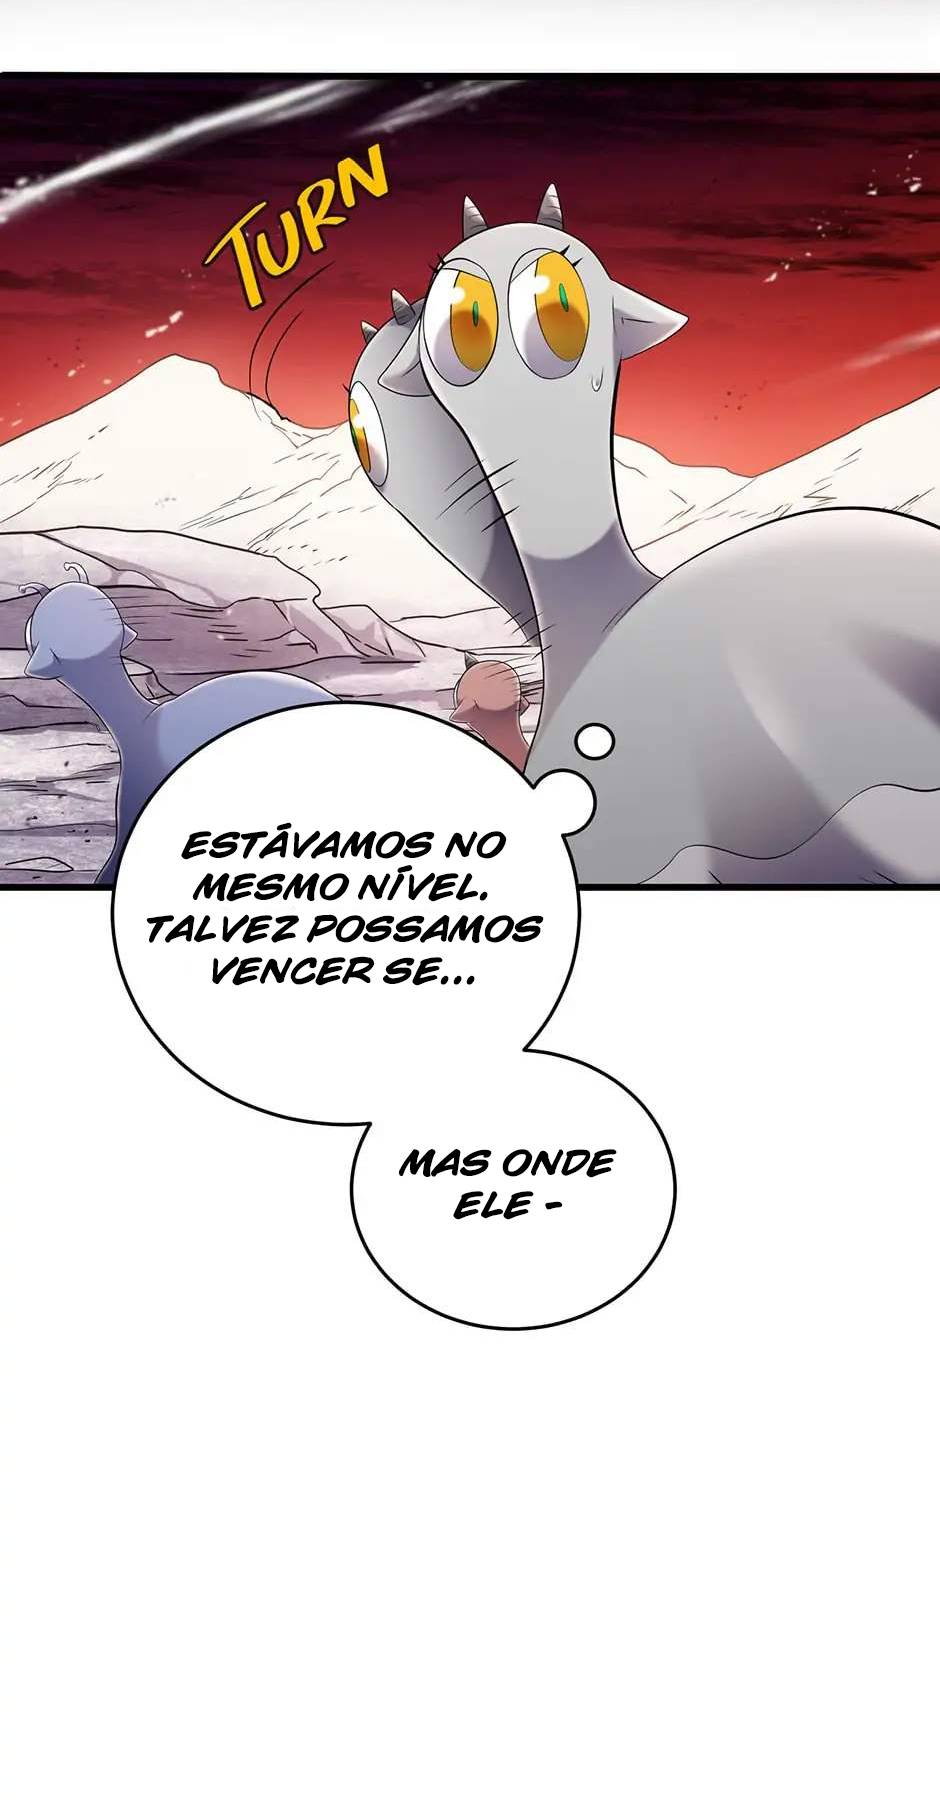 TURN
ESTÁVAMOS NO
MESMO NÍVEL.
TALVEZ POSSAMOS
VENCER SE...
MAS ONDE
ELE -